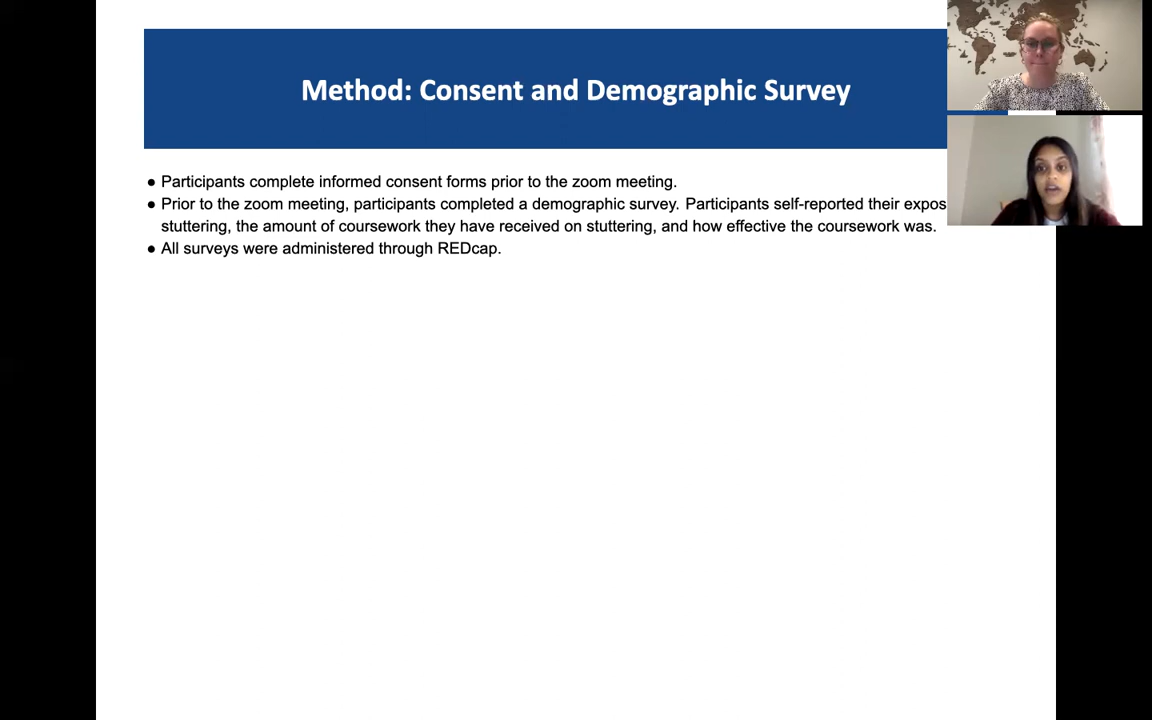 Method: Consent and Demographic Survey
● Participants complete informed consent forms prior to the zoom meeting.
● Prior to the zoom meeting, participants completed a demographic survey. Participants self-reported their expos
stuttering, the amount of coursework they have received on stuttering, and how effective the coursework was.
● All surveys were administered through REDcap.